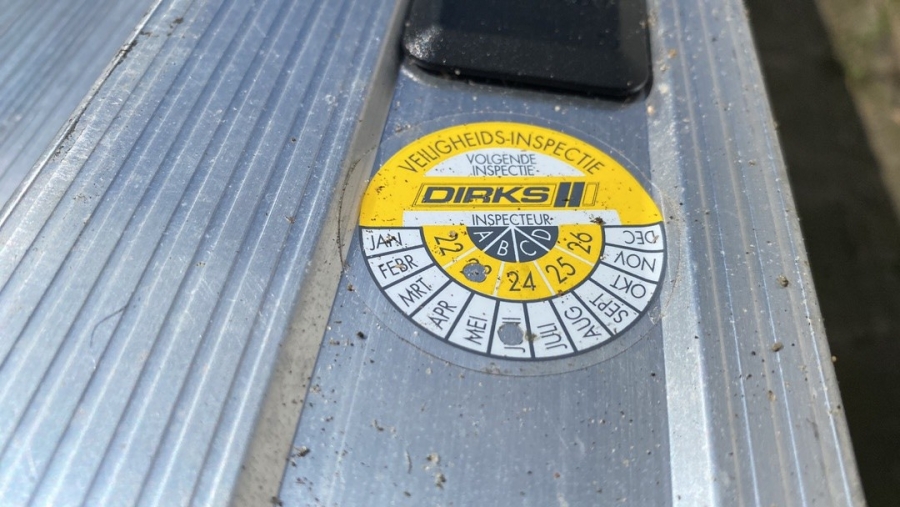 VEILIGHEIDS-INSPECTIE
VOLGENDE
INSPECTIE
DIRKS
INSPECTEUR
A B C D
22 24 25 26
JAN. FEBR MRT. APR MEI. JULI AUG SEPT OKT NOV DEC